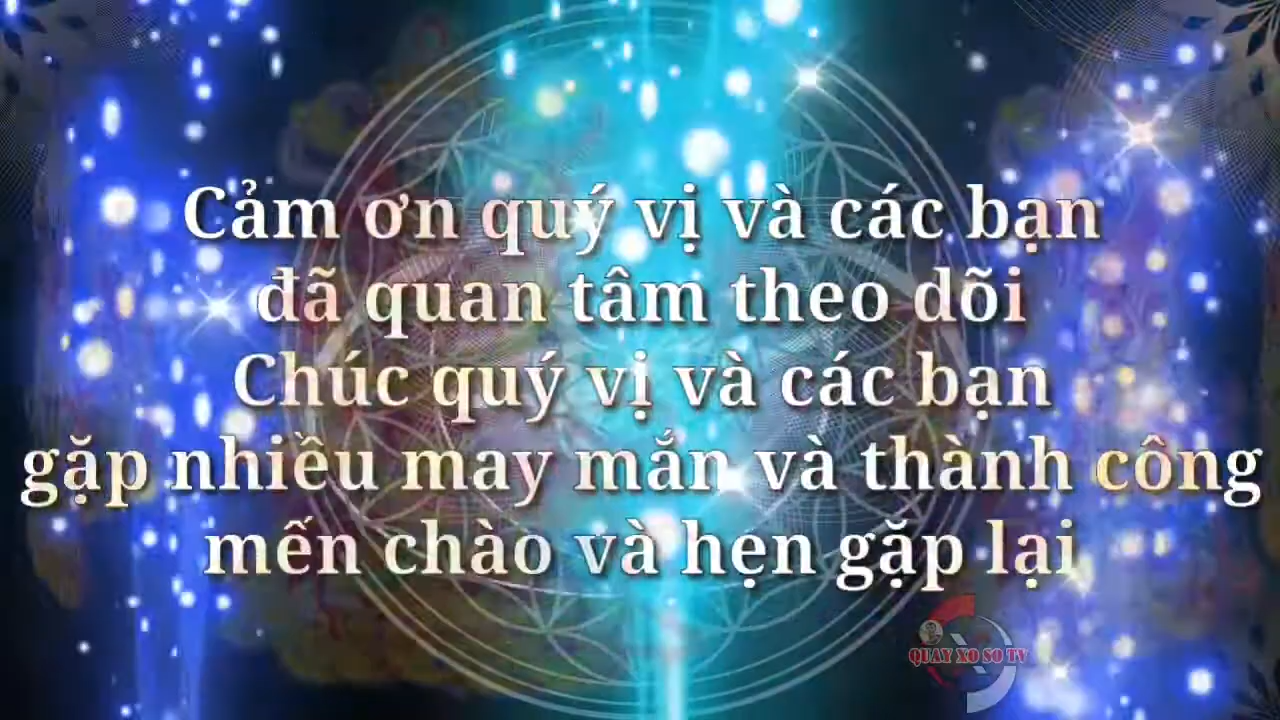 Cảm ơn quý vị và các bạn
đã quan tâm theo dõi
Chúc quý vị và các bạn
gặp nhiều may mắn và thành công
mến chào và hẹn gặp lại
QUAY XO SO TV